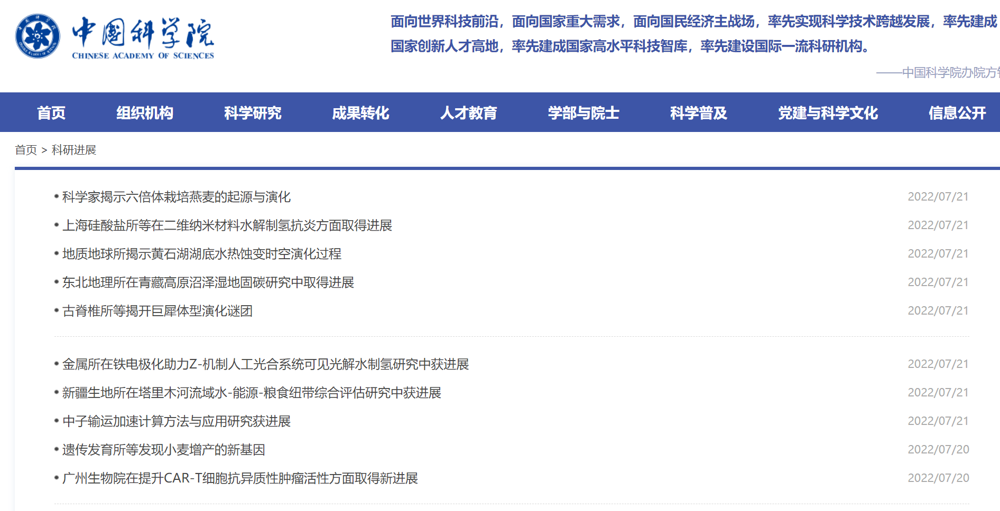 中国科学院
CHINESE ACADEMY OF SCIENCES
面向世界科技前沿，面向国家重大需求，面向国民经济主战场，率先实现科学技术跨越发展，率先建成
国家创新人才高地，率先建成国家高水平科技智库，率先建设国际一流科研机构。
——中国科学院办院方
首页 组织机构 科学研究 成果转化 人才教育 学部与院士 科学普及 党建与科学文化 信息公开
首页 > 科研进展
• 科学家揭示六倍体栽培燕麦的起源与演化 2022/07/21
• 上海硅酸盐所等在二维纳米材料水解制氢抗炎方面取得进展 2022/07/21
• 地质地球所揭示黄石湖湖底水热蚀变时空演化过程 2022/07/21
• 东北地理所在青藏高原沼泽湿地固碳研究中取得进展 2022/07/21
• 古脊椎所等揭开巨犀体型演化谜团 2022/07/21
• 金属所在铁电极化助力Z-机制人工光合系统可见光解水制氢研究中获进展 2022/07/21
• 新疆生地所在塔里木河流域水-能源-粮食纽带综合评估研究中获进展 2022/07/21
• 中子输运加速计算方法与应用研究获进展 2022/07/21
• 遗传发育所等发现小麦增产的新基因 2022/07/20
• 广州生物院在提升CAR-T细胞抗异质性肿瘤活性方面取得新进展 2022/07/20